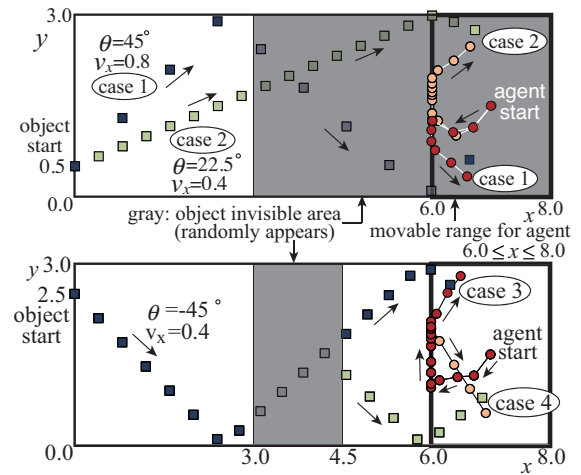 3.0
y
θ=45°
vx=0.8
case 1
case 2
agent
start
object
start
case 2
0.5
θ=22.5°
vx=0.4
case 1
0.0
3.0
6.0
x
8.0
gray: object invisible area
(randomly appears)
movable range for agent
6.0≤x≤8.0
3.0
y
2.5
object
start
θ=-45°
vx=0.4
case 3
agent
start
case 4
0.0
3.0
4.5
6.0
x
8.0